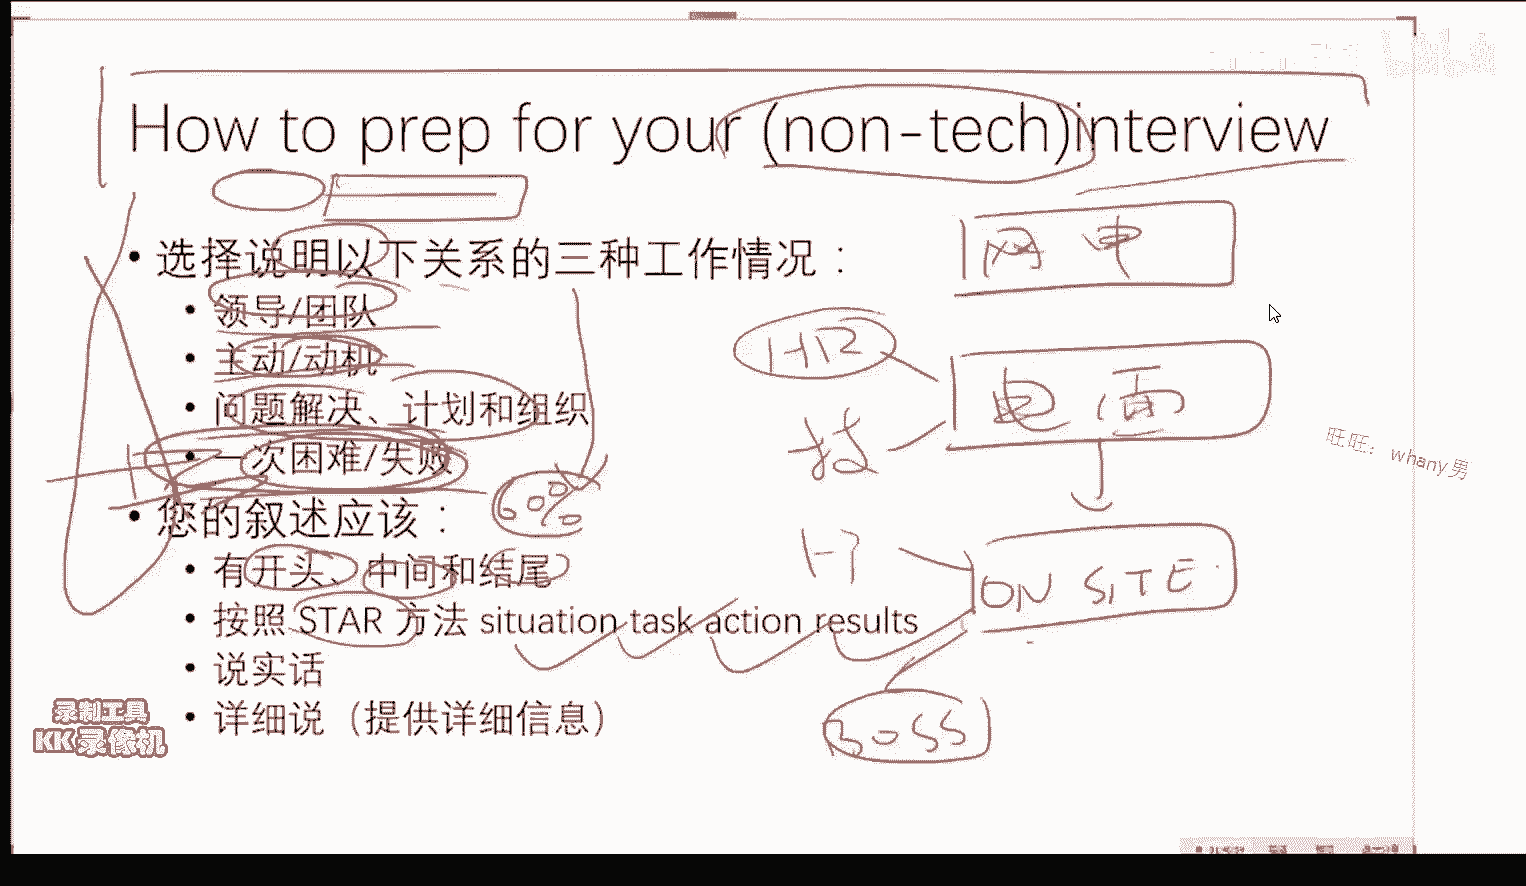 How to prep for your (non-tech)interview
• 选择说明以下关系的三种工作情况：
• 领导/团队
• 主动/动机
• 问题解决、计划和组织
• 一次困难/失败
• 您的叙述应该：
• 有开头、中间和结尾
• 按照 STAR 方法 situation task action results
• 说实话
• 详细说（提供详细信息）
60%
网申
HR
电面
技
ON SITE
BOSS
旺旺：whany男
录制工具
KK录像机